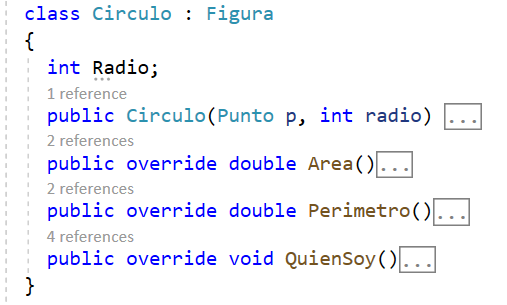 class Circulo : Figura
{
int Radio;
1 reference
public Circulo(Punto p, int radio) ...
2 references
public override double Area()...
2 references
public override double Perimetro()...
4 references
public override void QuienSoy()...
}